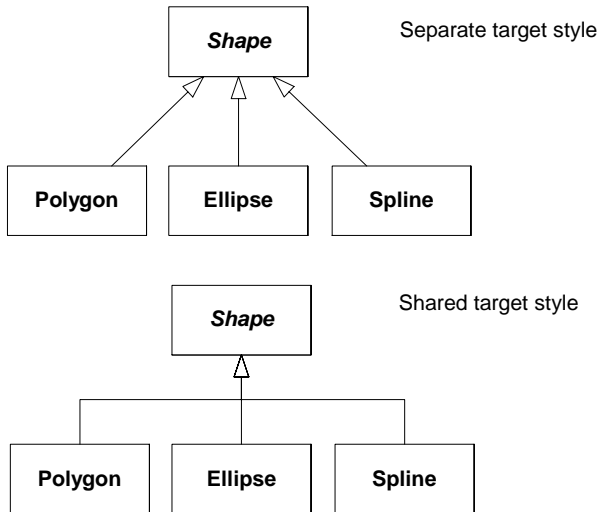 Shape
Separate target style
Polygon
Ellipse
Spline
Shape
Shared target style
Polygon
Ellipse
Spline